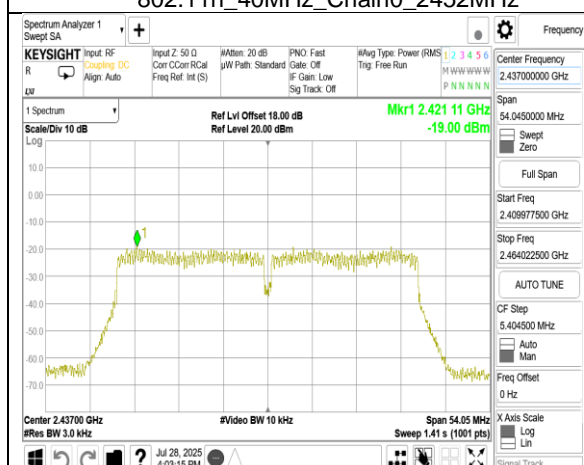 802.11n_40MHz_Chain0_2452MHz
Spectrum Analyzer 1
Swept SA
+
Frequency
KEYSIGHT
R
Input: RF
Coupling: DC
Align: Auto
Input Z: 50 Ω
Corr CCorr RCal
Freq Ref: Int (S)
#Atten: 20 dB
µW Path: Standard
PNO: Fast
Gate: Off
IF Gain: Low
Sig Track: Off
#Avg Type: Power (RMS
Trig: Free Run
1 2 3 4 5 6
M W W W W W
P N N N N N
LXI
1 Spectrum
Scale/Div 10 dB
Log
Ref Lvl Offset 18.00 dB
Ref Level 20.00 dBm
Mkr1 2.421 11 GHz
-19.00 dBm
10.0
0.00
-10.0
-20.0
-30.0
-40.0
-50.0
-60.0
-70.0
1
Center 2.43700 GHz
#Res BW 3.0 kHz
#Video BW 10 kHz
Span 54.05 MHz
Sweep 1.41 s (1001 pts)
Jul 28, 2025
4:03:15 PM
?
Center Frequency
2.437000000 GHz
Span
54.0450000 MHz
Swept
Zero
Full Span
Start Freq
2.409977500 GHz
Stop Freq
2.464022500 GHz
AUTO TUNE
CF Step
5.404500 MHz
Auto
Man
Freq Offset
0 Hz
X Axis Scale
Log
Lin
Signal Track